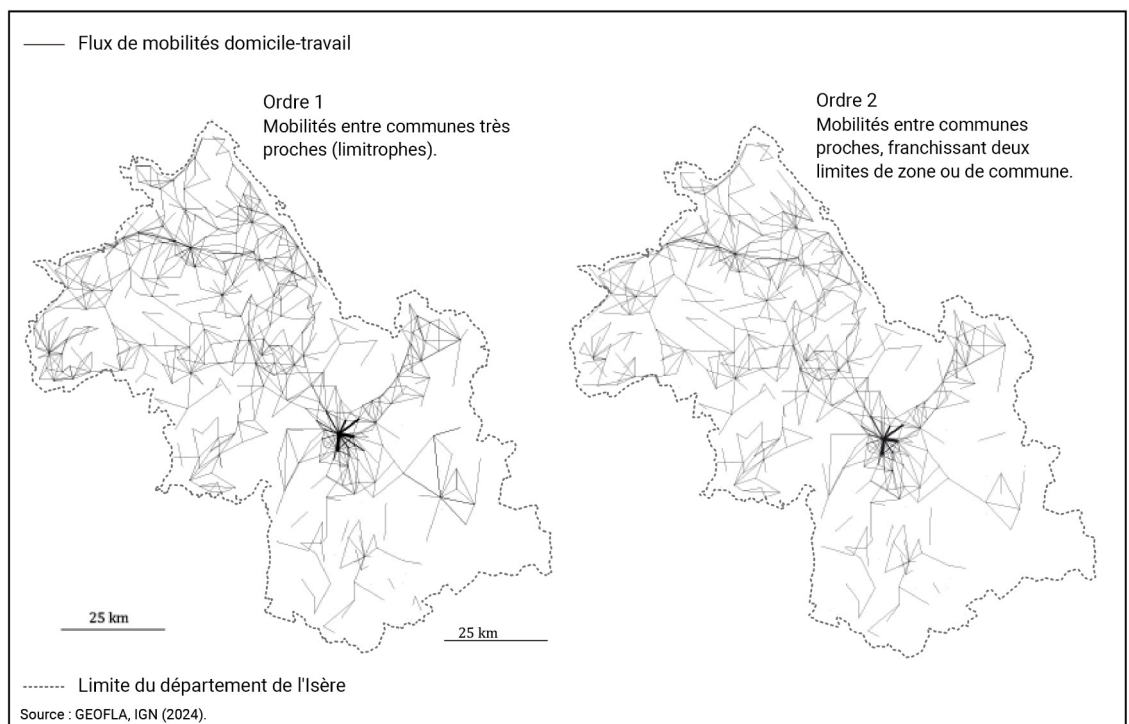 Flux de mobilités domicile-travail
Ordre 1
Mobilités entre communes très
proches (limitrophes).
Ordre 2
Mobilités entre communes
proches, franchissant deux
limites de zone ou de commune.
25 km
25 km
Limite du département de l'Isère
Source : GEOFLA, IGN (2024).